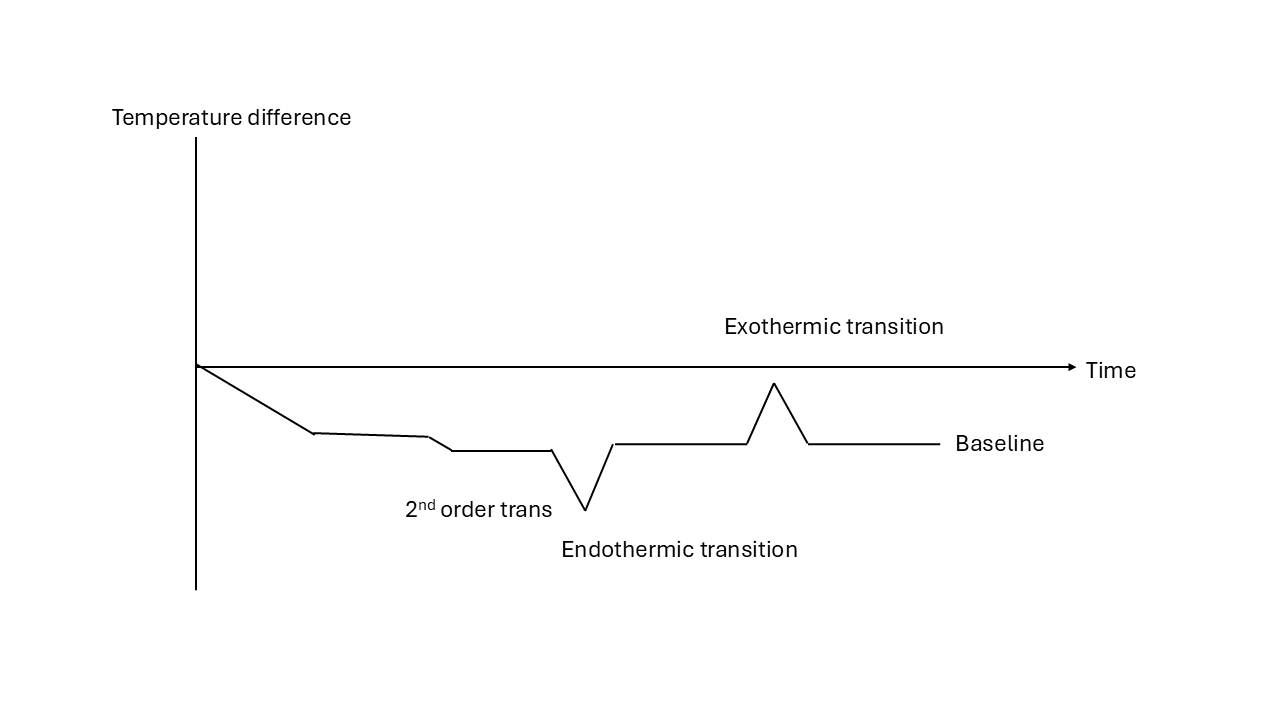 Temperature difference
Exothermic transition
Time
Baseline
2nd order trans
Endothermic transition